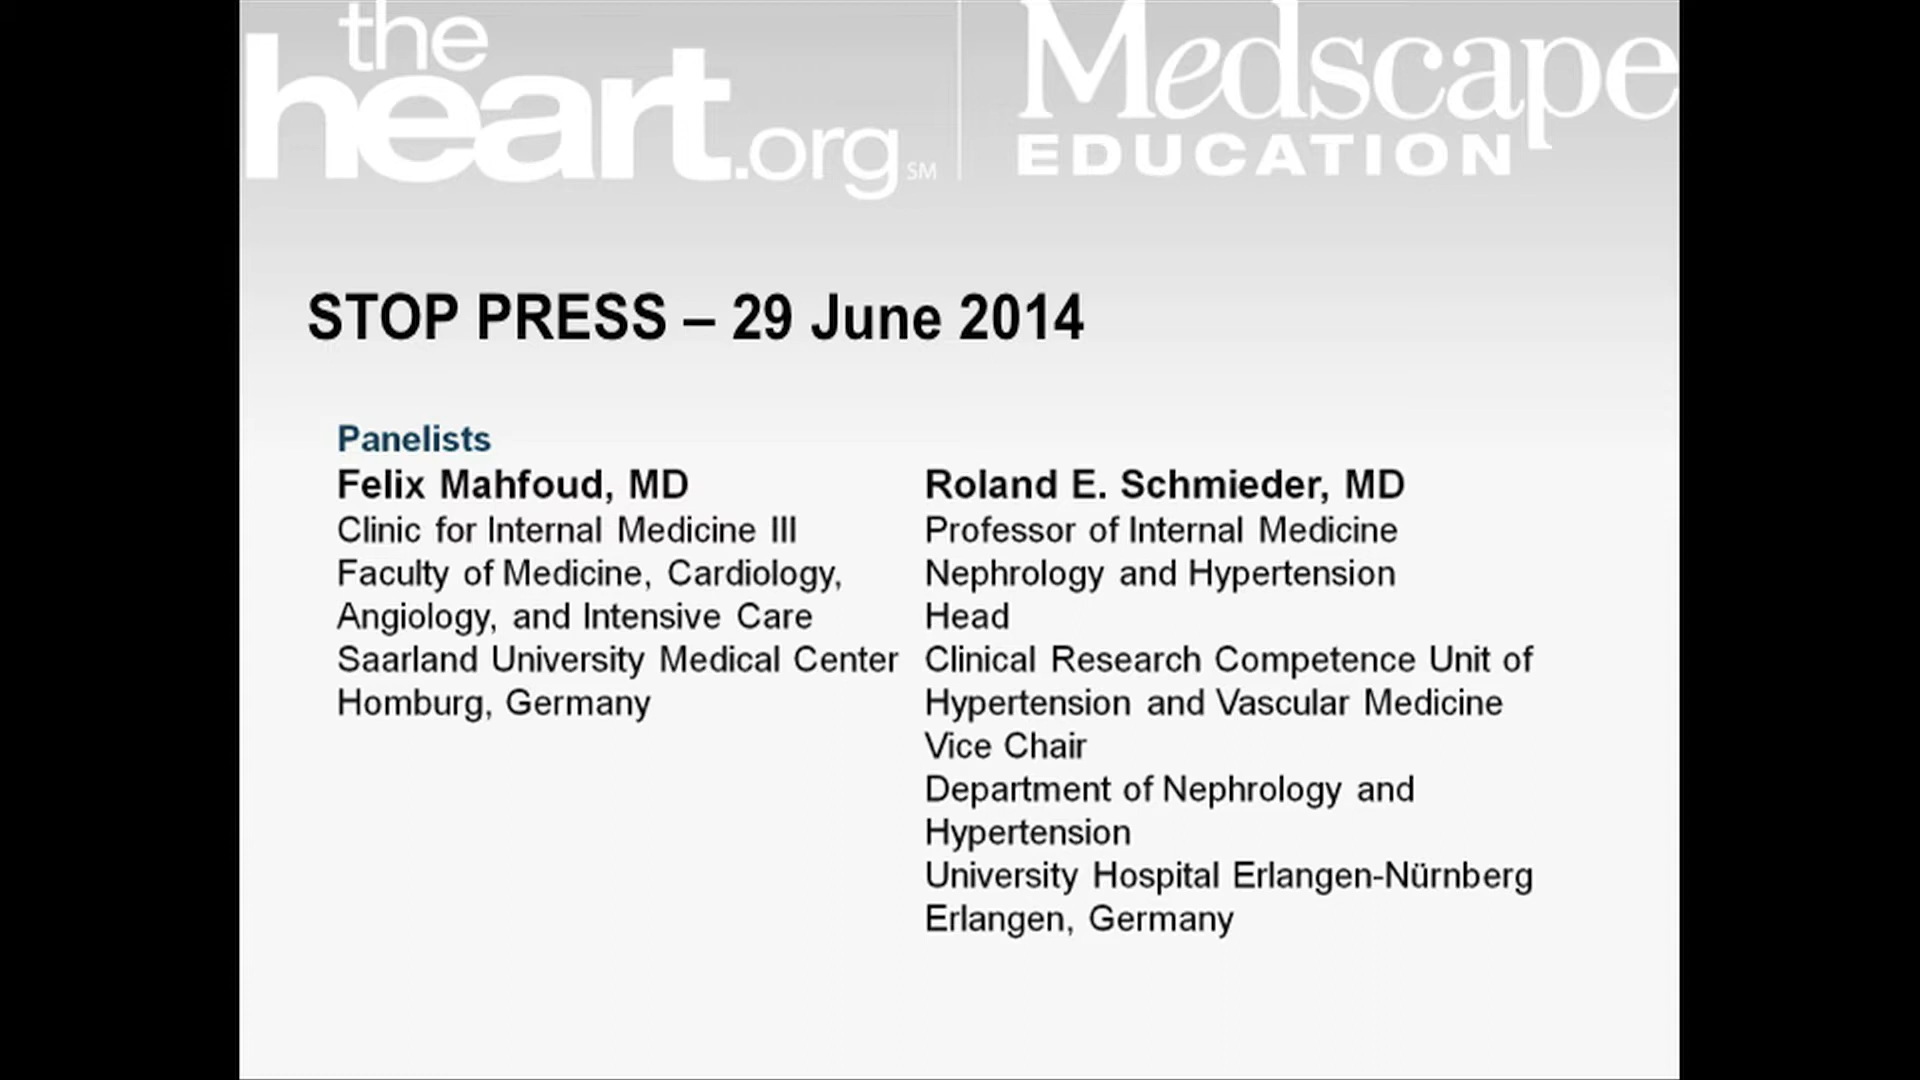 the
heart.org SM
Medscape
EDUCATION
STOP PRESS – 29 June 2014
Panelists
Felix Mahfoud, MD
Clinic for Internal Medicine III
Faculty of Medicine, Cardiology,
Angiology, and Intensive Care
Saarland University Medical Center
Homburg, Germany
Roland E. Schmieder, MD
Professor of Internal Medicine
Nephrology and Hypertension
Head
Clinical Research Competence Unit of
Hypertension and Vascular Medicine
Vice Chair
Department of Nephrology and
Hypertension
University Hospital Erlangen-Nürnberg
Erlangen, Germany